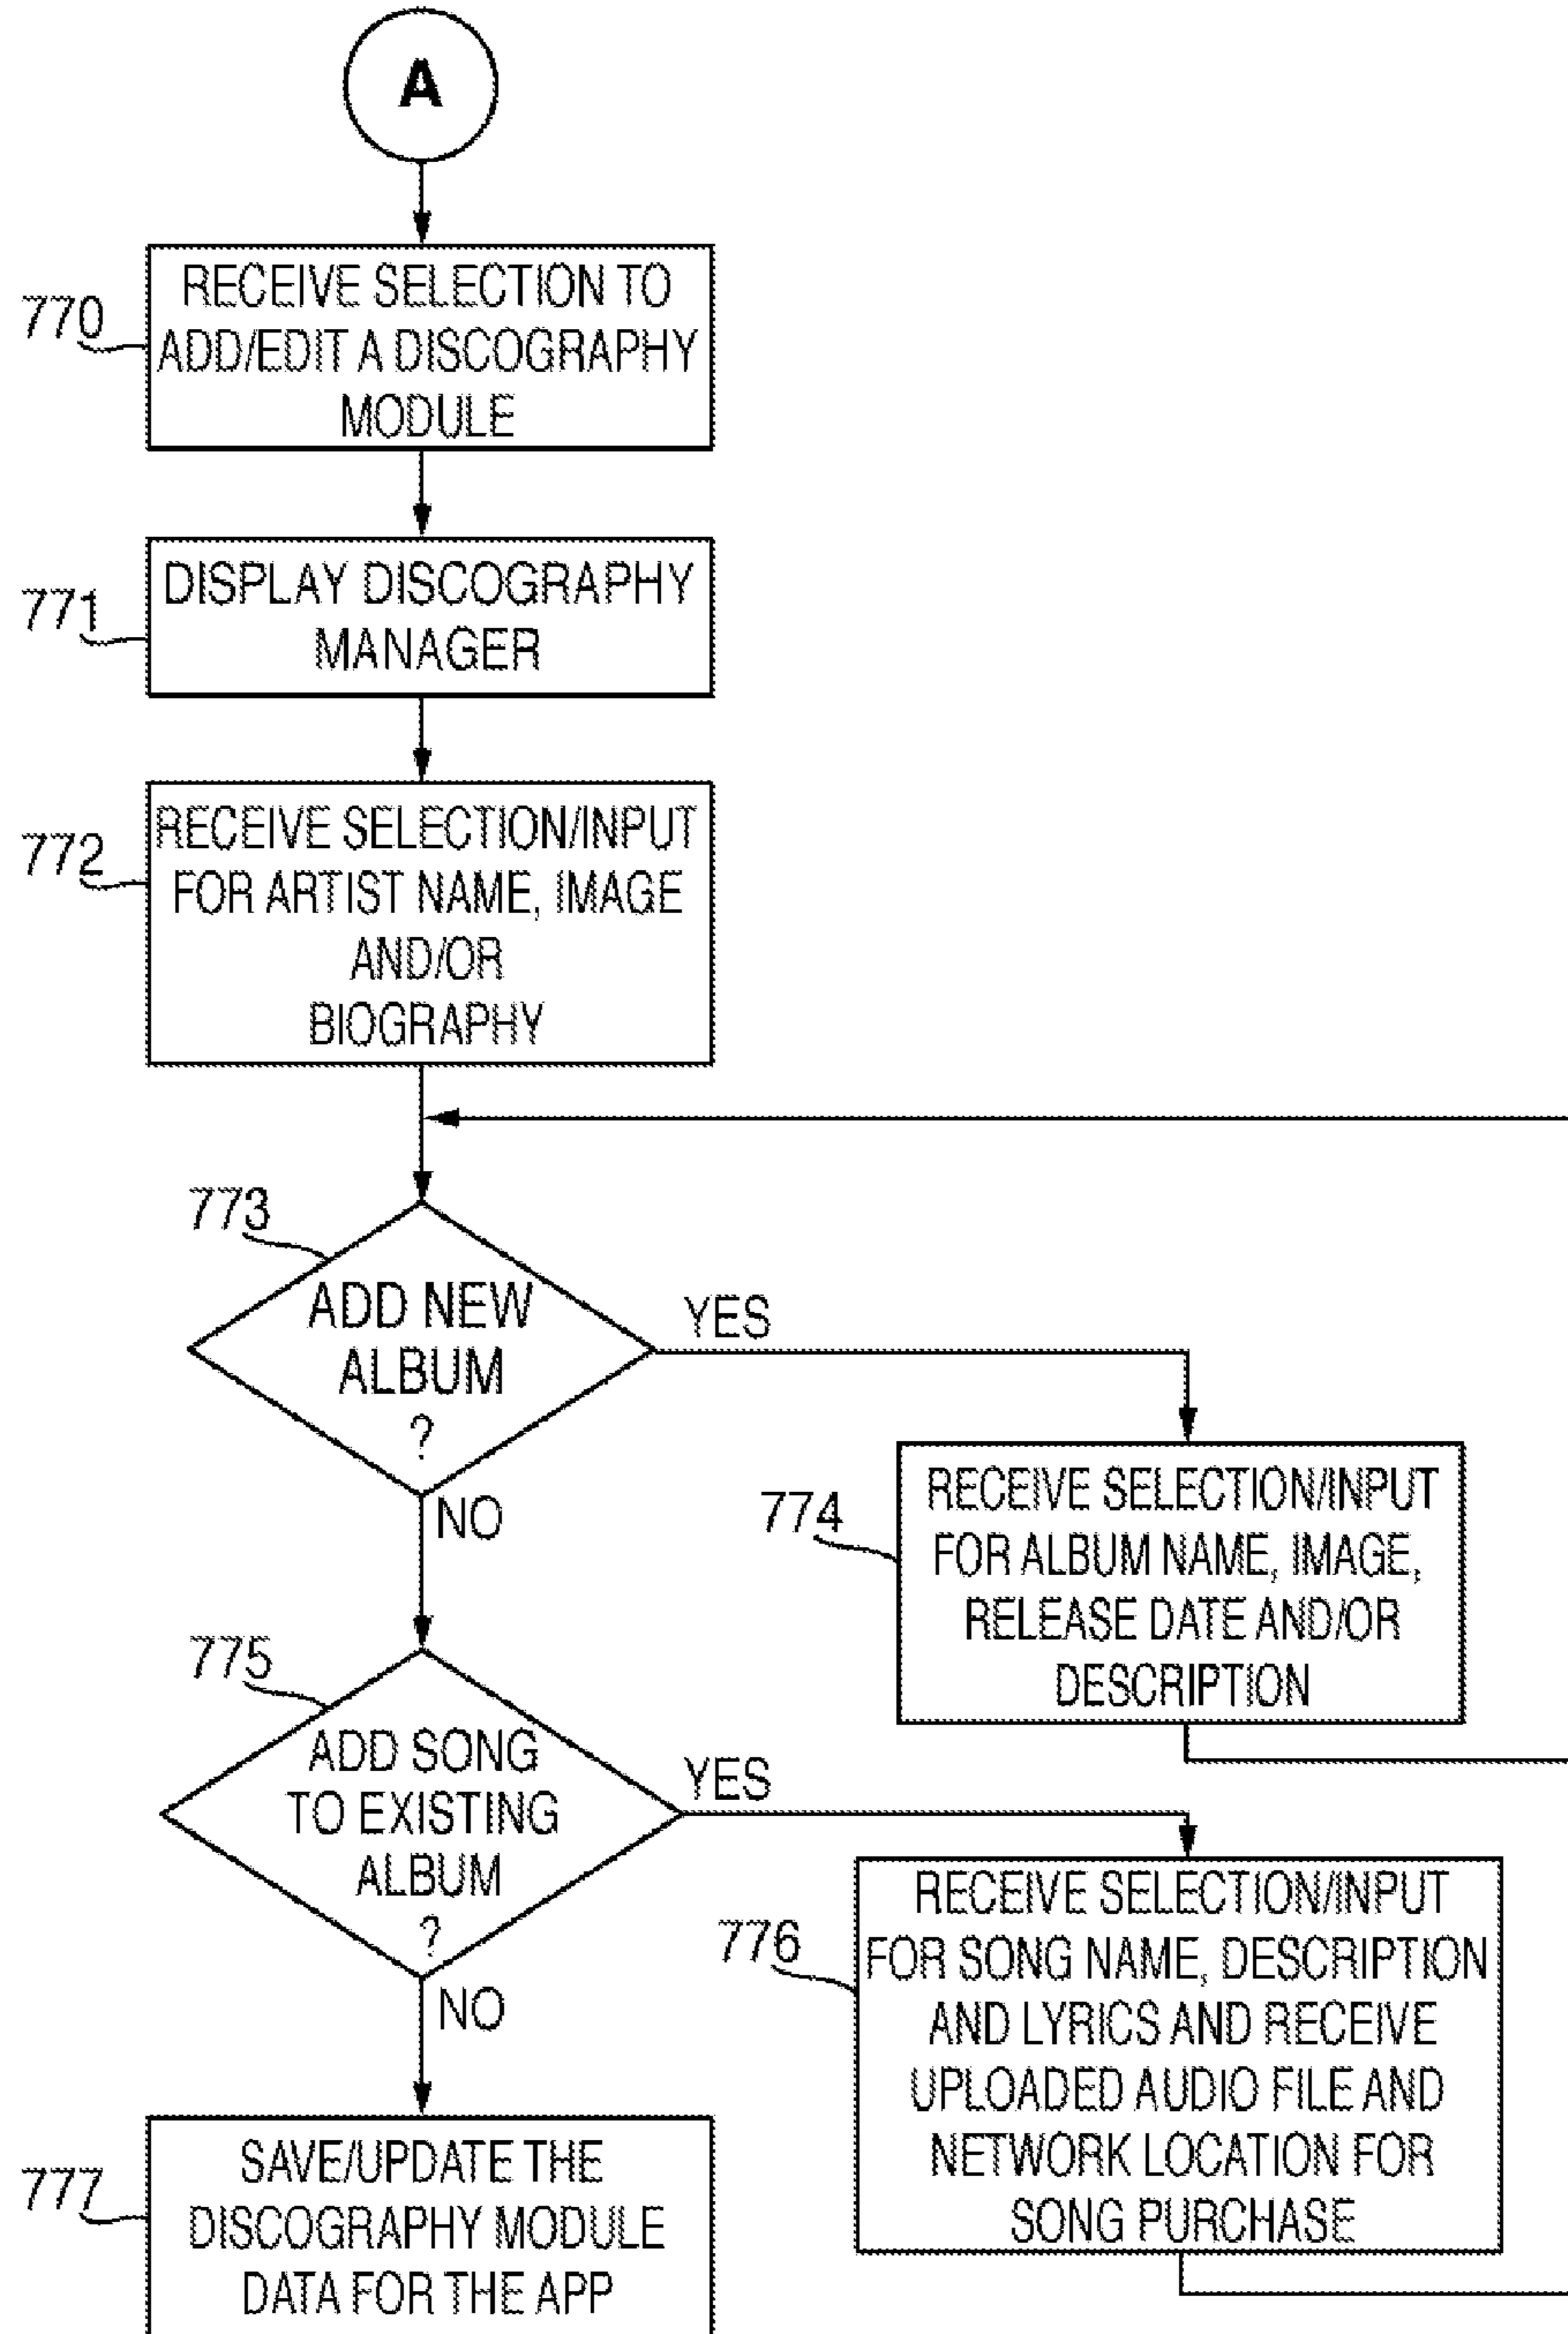 A
770
RECEIVE SELECTION TO
ADD/EDIT A DISCOGRAPHY
MODULE
771
DISPLAY DISCOGRAPHY
MANAGER
772
RECEIVE SELECTION/INPUT
FOR ARTIST NAME, IMAGE
AND/OR
BIOGRAPHY
773
ADD NEW
ALBUM
?
YES
NO
774
RECEIVE SELECTION/INPUT
FOR ALBUM NAME, IMAGE,
RELEASE DATE AND/OR
DESCRIPTION
775
ADD SONG
TO EXISTING
ALBUM
?
YES
NO
776
RECEIVE SELECTION/INPUT
FOR SONG NAME, DESCRIPTION
AND LYRICS AND RECEIVE
UPLOADED AUDIO FILE AND
NETWORK LOCATION FOR
SONG PURCHASE
777
SAVE/UPDATE THE
DISCOGRAPHY MODULE
DATA FOR THE APP